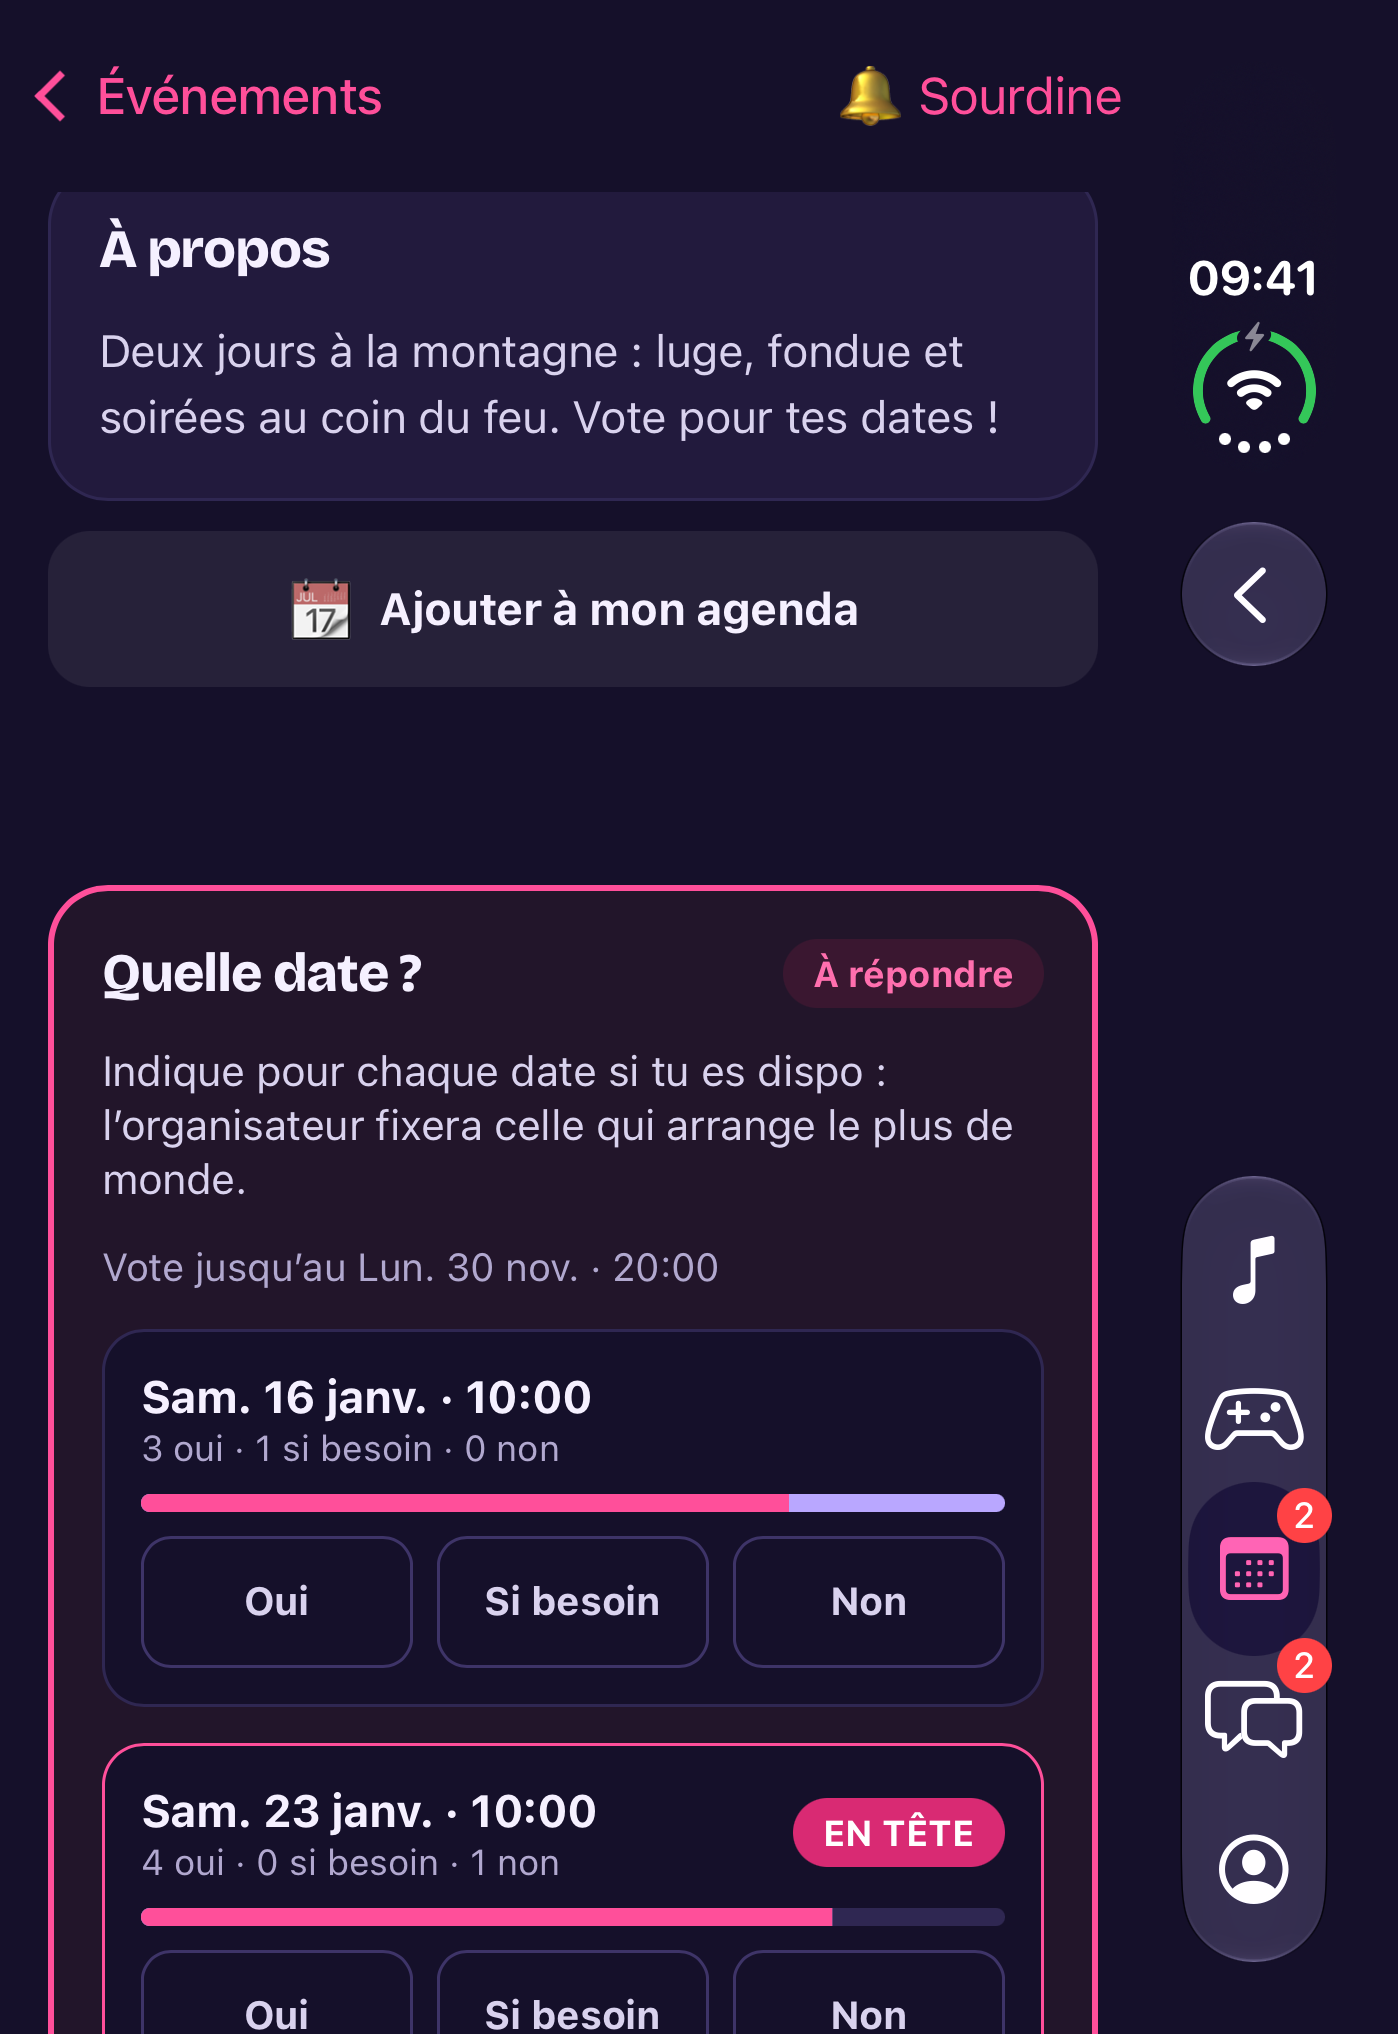 Événements
Sourdine
À propos
09:41
Deux jours à la montagne : luge, fondue et
soirées au coin du feu. Vote pour tes dates !
JUL
17
Ajouter à mon agenda
Quelle date ?
À répondre
Indique pour chaque date si tu es dispo :
l’organisateur fixera celle qui arrange le plus de
monde.
Vote jusqu’au Lun. 30 nov. · 20:00
Sam. 16 janv. · 10:00
3 oui · 1 si besoin · 0 non
Oui
Si besoin
Non
2
2
Sam. 23 janv. · 10:00
EN TÊTE
4 oui · 0 si besoin · 1 non
Oui
Si besoin
Non